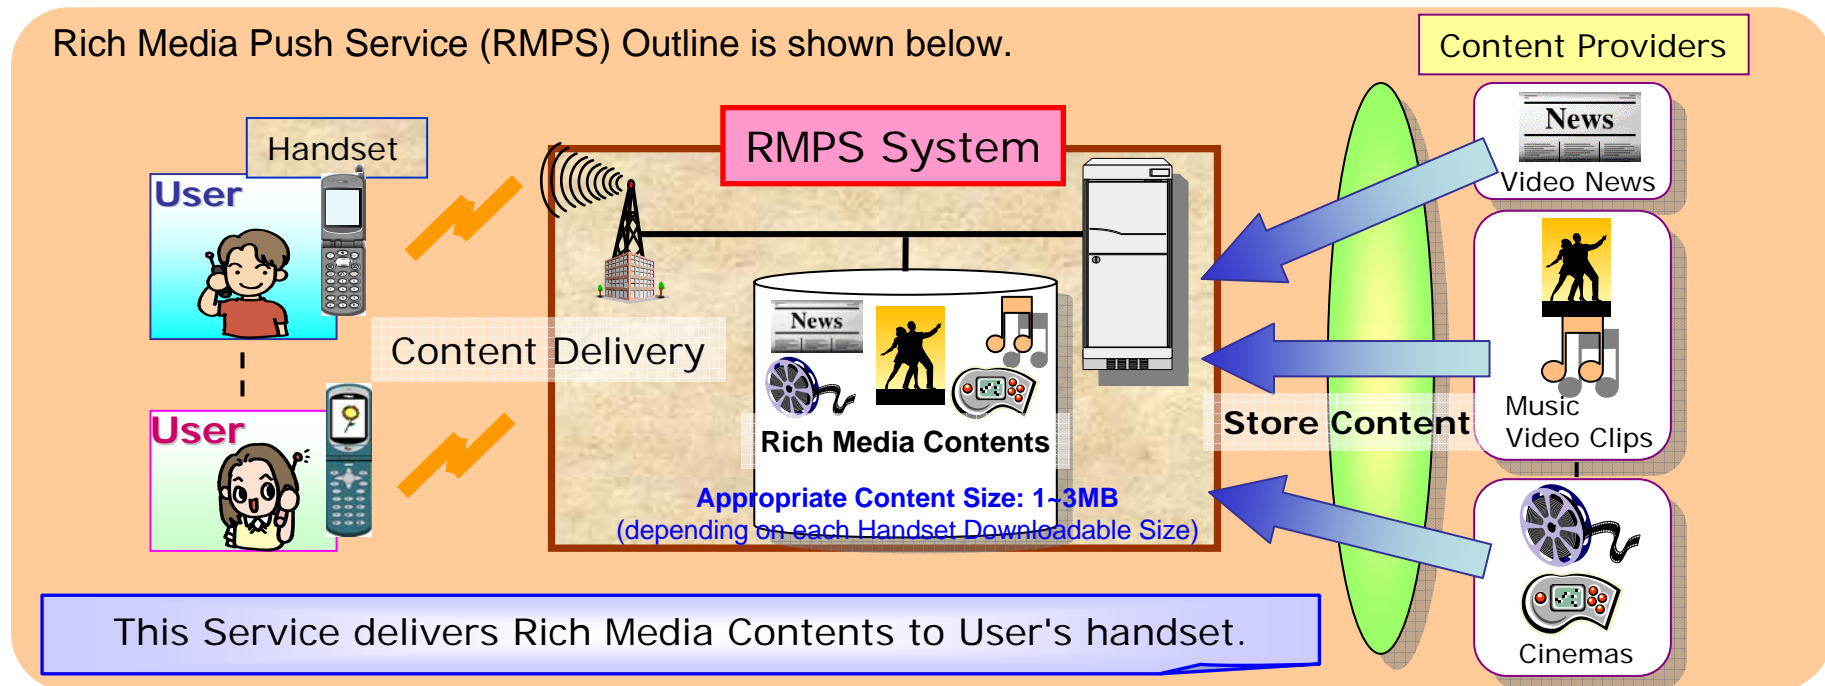 Rich Media Push Service (RMPS) Outline is shown below.
Content Providers
Handset
RMPS System
User
News
Video News
News
Content Delivery
Music
Video Clips
Store Content
User
Rich Media Contents
Appropriate Content Size: 1~3MB
(depending on each Handset Downloadable Size)
Cinemas
This Service delivers Rich Media Contents to User's handset.